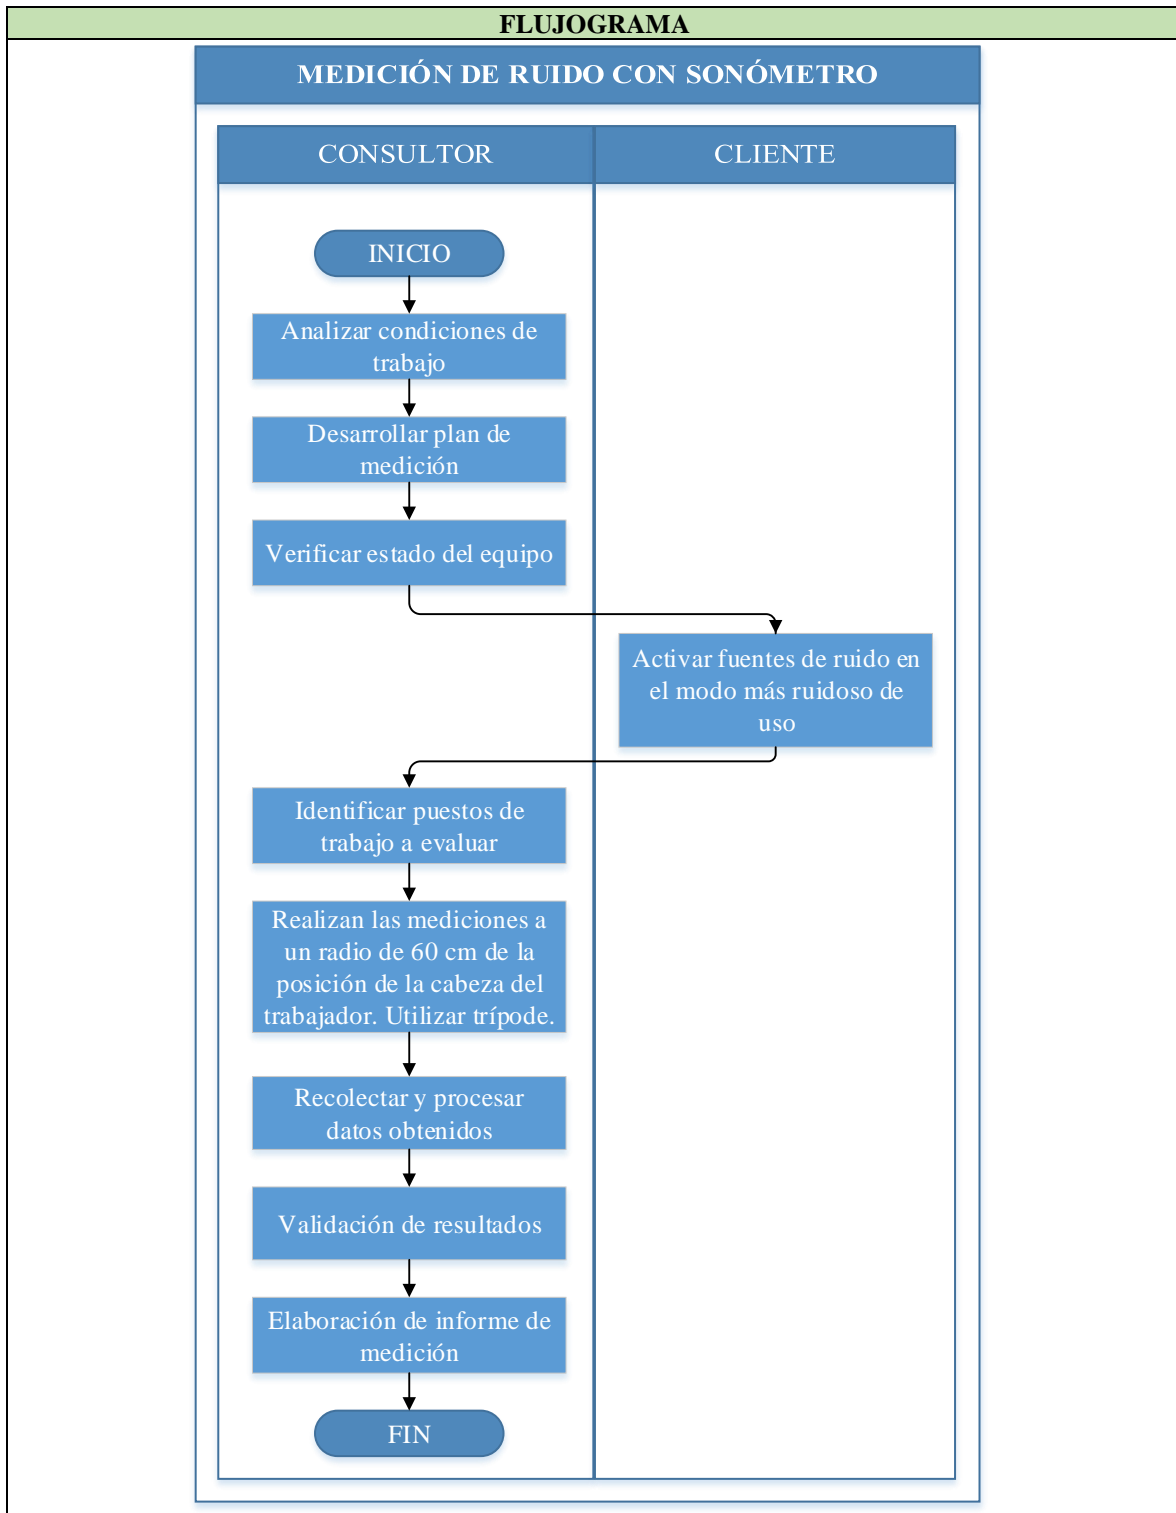 FLUJOGRAMA
MEDICIÓN DE RUIDO CON SONÓMETRO
CONSULTOR
CLIENTE
INICIO
Analizar condiciones de
trabajo
Desarrollar plan de
medición
Verificar estado del equipo
Activar fuentes de ruido en
el modo más ruidoso de
uso
Identificar puestos de
trabajo a evaluar
Realizan las mediciones a
un radio de 60 cm de la
posición de la cabeza del
trabajador. Utilizar trípode.
Recolectar y procesar
datos obtenidos
Validación de resultados
Elaboración de informe de
medición
FIN